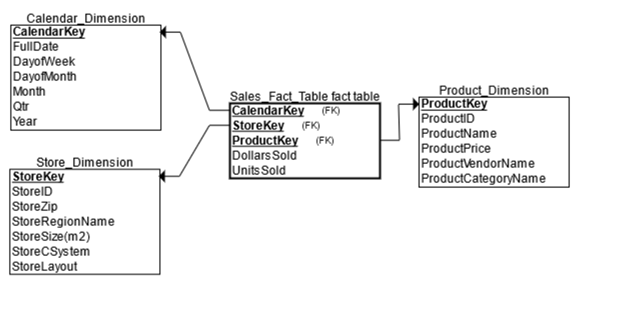 Calendar_Dimension
CalendarKey
FullDate
DayofWeek
DayofMonth
Month
Qtr
Year
Store_Dimension
StoreKey
StoreID
StoreZip
StoreRegionName
StoreSize(m2)
StoreCSystem
StoreLayout
Sales_Fact_Table fact table
CalendarKey (FK)
StoreKey (FK)
ProductKey (FK)
DollarsSold
UnitsSold
Product_Dimension
ProductKey
ProductID
ProductName
ProductPrice
ProductVendorName
ProductCategoryName